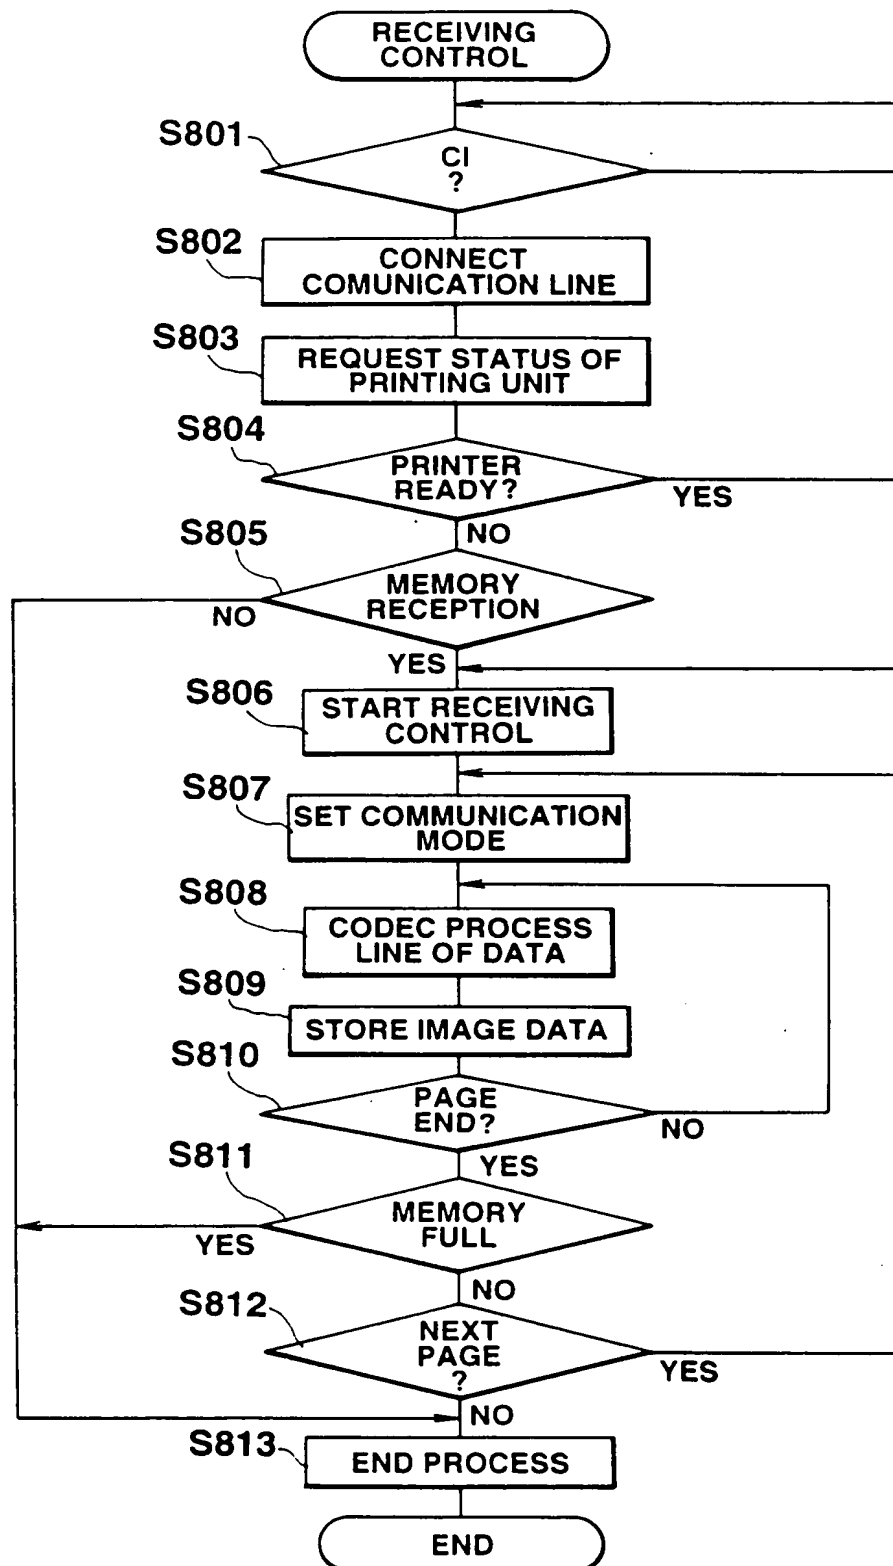 RECEIVING
CONTROL
S801
CI
?
S802
CONNECT
COMUNICATION LINE
S803
REQUEST STATUS OF
PRINTING UNIT
S804
PRINTER
READY?
YES
NO
S805
MEMORY
RECEPTION
NO
YES
S806
START RECEIVING
CONTROL
S807
SET COMMUNICATION
MODE
S808
CODEC PROCESS
LINE OF DATA
S809
STORE IMAGE DATA
S810
PAGE
END?
NO
YES
S811
MEMORY
FULL
YES
NO
S812
NEXT
PAGE
?
YES
NO
S813
END PROCESS
END